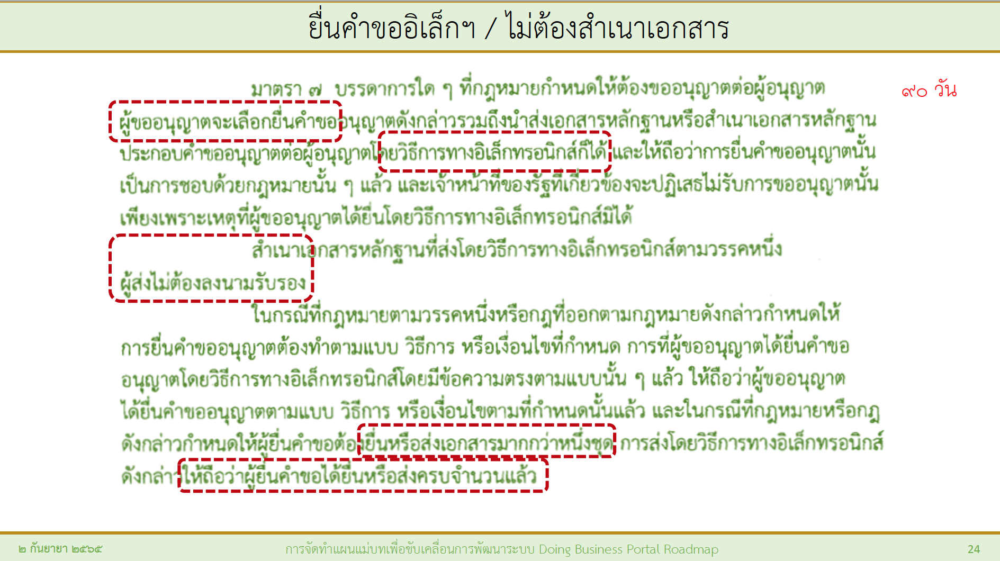 ยื่นคำขออิเล็กฯ / ไม่ต้องสำเนาเอกสาร
มาตรา ๗ บรรดาการใด ๆ ที่กฎหมายกำหนดให้ต้องขออนุญาตต่อผู้อนุญาต
๙๐ วัน
ผู้ขออนุญาตจะเลือกยื่นคำขออนุญาตดังกล่าวรวมถึงนำส่งเอกสารหลักฐานหรือสำเนาเอกสารหลักฐาน
ประกอบคำขออนุญาตต่อผู้อนุญาตโดยวิธีการทางอิเล็กทรอนิกส์ก็ได้ และให้ถือว่าการยื่นคำขออนุญาตนั้น
เป็นการชอบด้วยกฎหมายนั้น ๆ แล้ว และเจ้าหน้าที่ของรัฐที่เกี่ยวข้องจะปฏิเสธไม่รับการขออนุญาตนั้น
เพียงเพราะเหตุที่ผู้ขออนุญาตได้ยื่นโดยวิธีการทางอิเล็กทรอนิกส์มิได้
สำเนาเอกสารหลักฐานที่ส่งโดยวิธีการทางอิเล็กทรอนิกส์ตามวรรคหนึ่ง
ผู้ส่งไม่ต้องลงนามรับรอง
ในกรณีที่กฎหมายตามวรรคหนึ่งหรือกฎที่ออกตามกฎหมายดังกล่าวกำหนดให้
การยื่นคำขออนุญาตต้องทำตามแบบ วิธีการ หรือเงื่อนไขที่กำหนด การที่ผู้ขออนุญาตได้ยื่นคำขอ
อนุญาตโดยวิธีการทางอิเล็กทรอนิกส์โดยมีข้อความตรงตามแบบนั้น ๆ แล้ว ให้ถือว่าผู้ขออนุญาต
ได้ยื่นคำขออนุญาตตามแบบ วิธีการ หรือเงื่อนไขตามที่กำหนดนั้นแล้ว และในกรณีที่กฎหมายหรือกฎ
ดังกล่าวกำหนดให้ผู้ยื่นคำขอต้องยื่นหรือส่งเอกสารมากกว่าหนึ่งชุด การส่งโดยวิธีการทางอิเล็กทรอนิกส์
ดังกล่าวให้ถือว่าผู้ยื่นคำขอได้ยื่นหรือส่งครบจำนวนแล้ว
๒ กันยายา ๒๕๖๕
การจัดทำแผนแม่บทเพื่อขับเคลื่อนการพัฒนาระบบ Doing Business Portal Roadmap
24